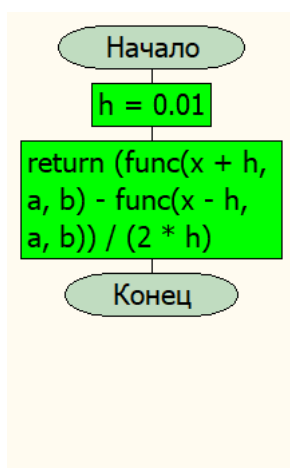 Начало
h = 0.01
return (func(x + h,
a, b) - func(x - h,
a, b)) / (2 * h)
Конец